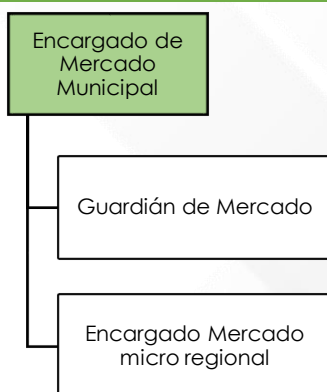 Encargado de
Mercado
Municipal
Guardián de Mercado
Encargado Mercado
micro regional